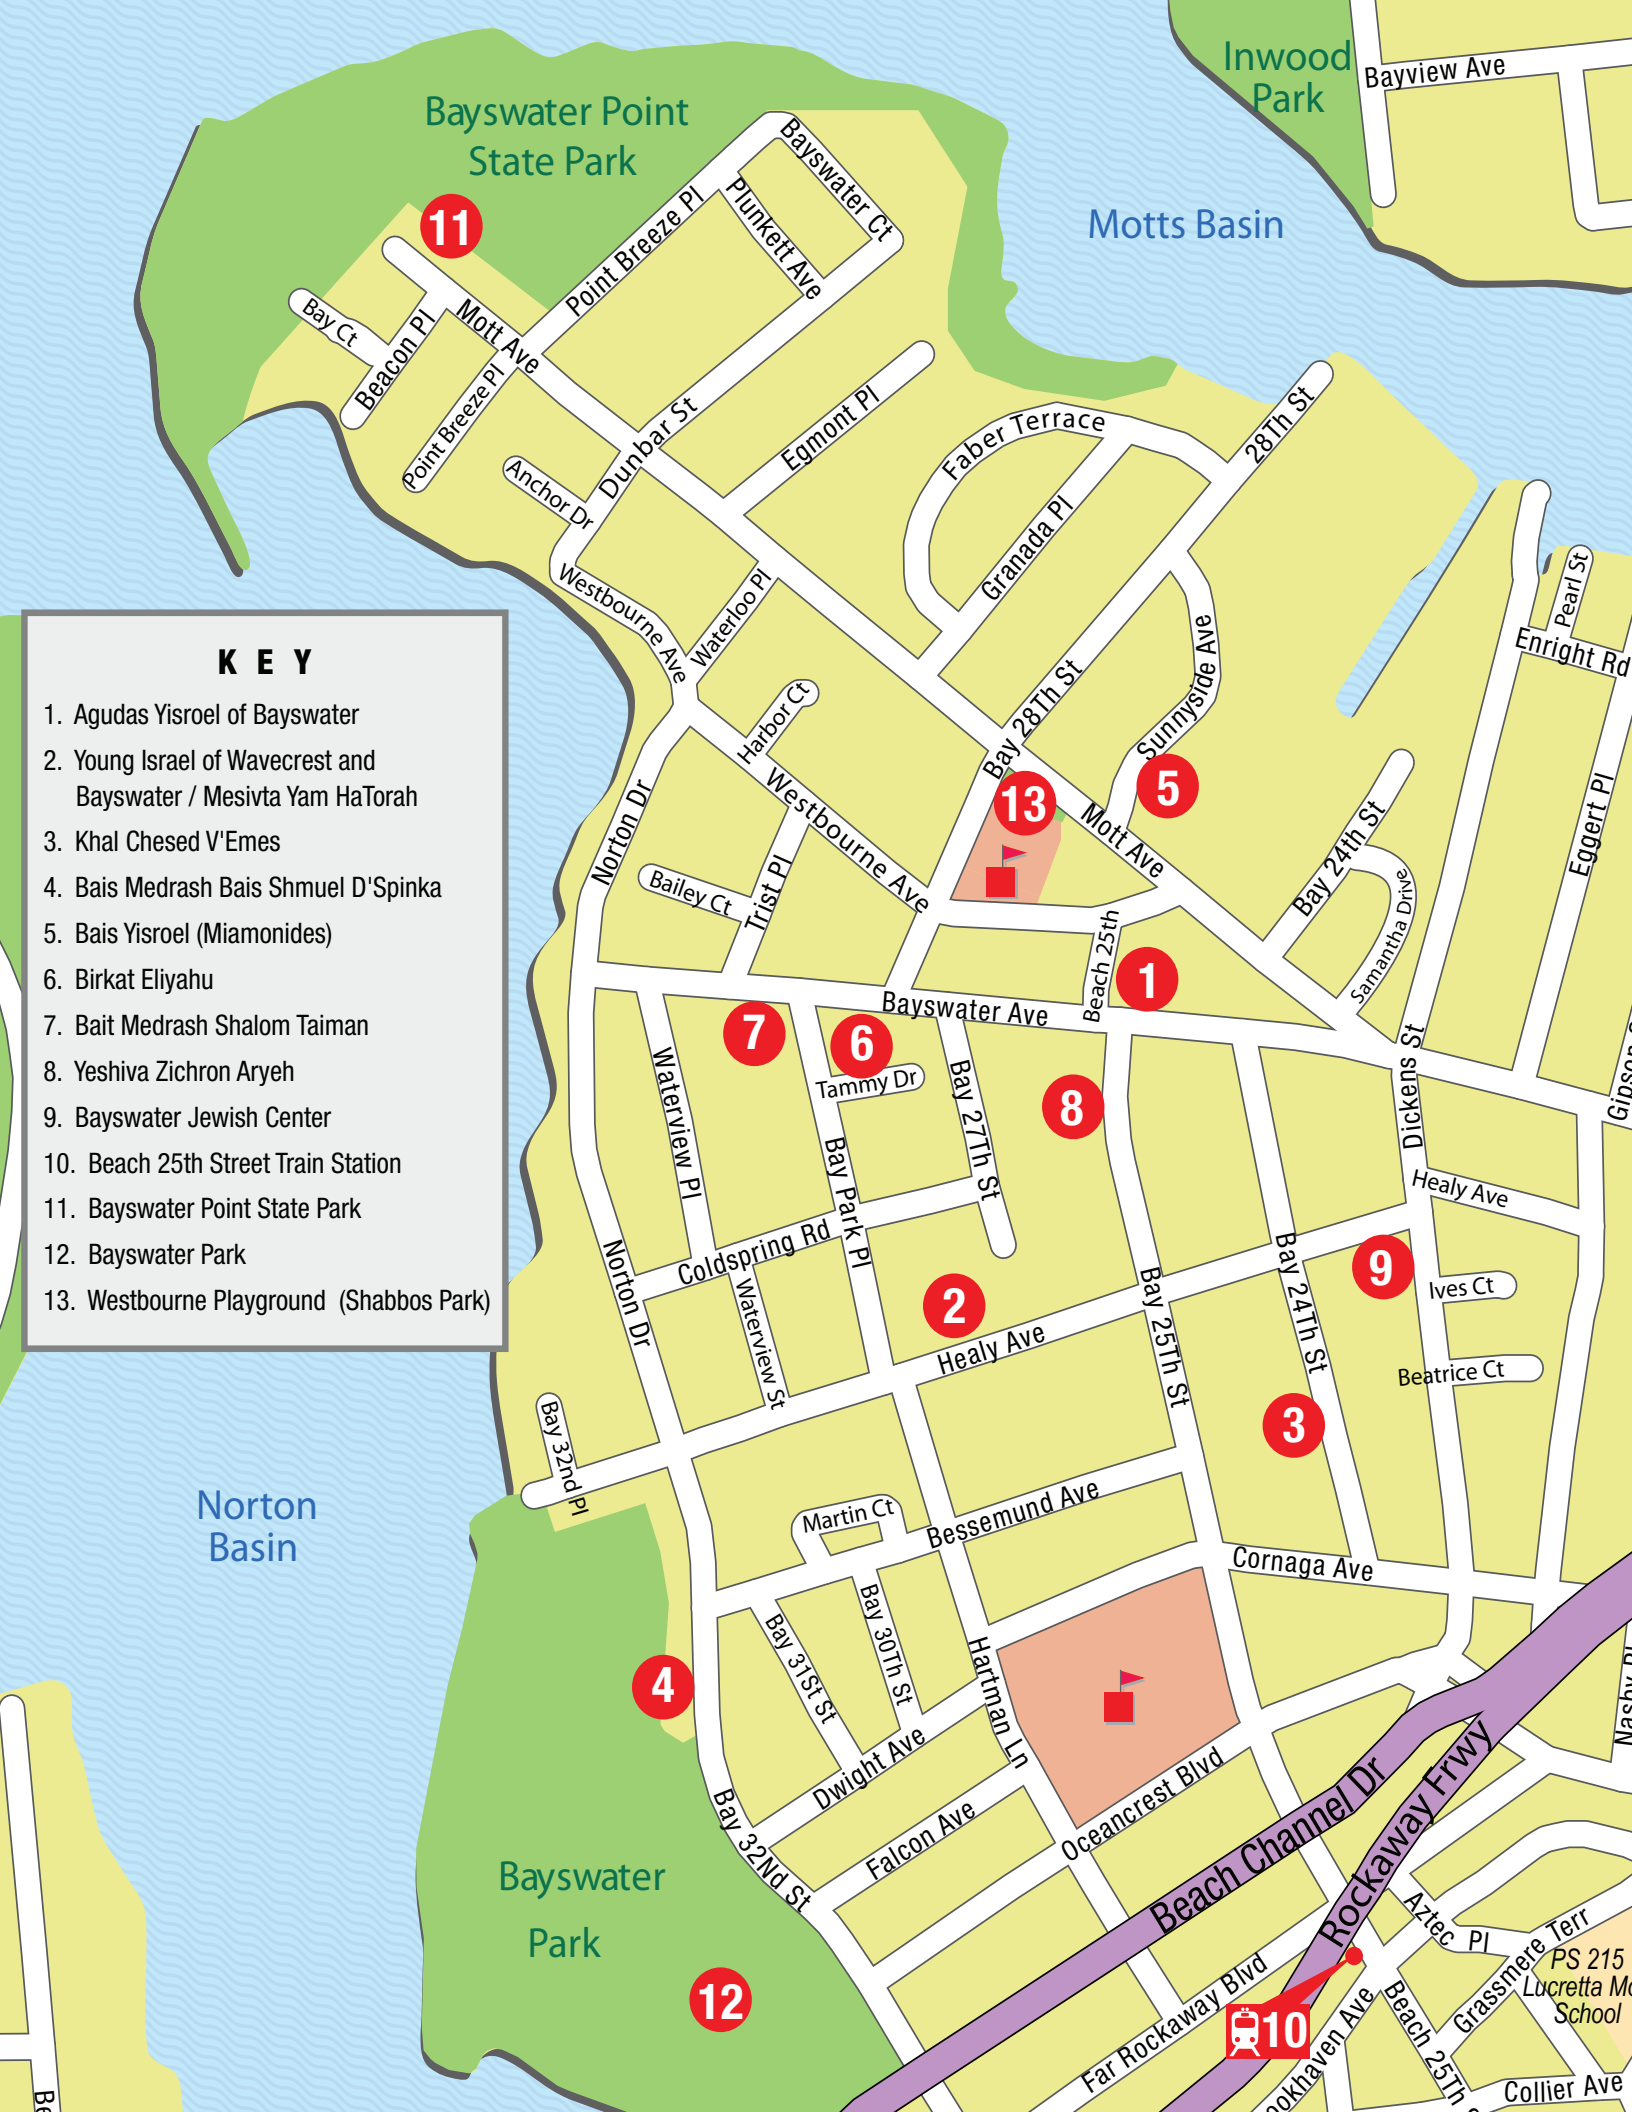 Inwood
Park
Bayview Ave
Bayswater Point
State Park
Motts Basin
11
Bayswater Ct
Plunkett Ave
Point Breeze Pl
Bay Ct
Beacon Pl
Mott Ave
Point Breeze Pl
Dunbar St
Egmont Pl
Anchor Dr
Faber Terrace
28Th St
Granada Pl
Westbourne Ave
Waterloo Pl
Pearl St
Enright Rd
Sunnyside Ave
Bay 28Th St
Harbor Ct
Westbourne Ave
Norton Dr
Bailey Ct
Trist Pl
13
5
Mott Ave
Bay 24th St
Samantha Drive
Eggert Pl
KEY
1. Agudas Yisroel of Bayswater
2. Young Israel of Wavecrest and
Bayswater / Mesivta Yam HaTorah
3. Khal Chesed V'Emes
4. Bais Medrash Bais Shmuel D'Spinka
5. Bais Yisroel (Miamonides)
6. Birkat Eliyahu
7. Bait Medrash Shalom Taiman
8. Yeshiva Zichron Aryeh
9. Bayswater Jewish Center
10. Beach 25th Street Train Station
11. Bayswater Point State Park
12. Bayswater Park
13. Westbourne Playground (Shabbos Park)
Beach 25th
1
Bayswater Ave
7
6
Tammy Dr
8
Dickens St
Waterview Pl
Bay Park Pl
Bay 27Th St
Healy Ave
Coldspring Rd
Norton Dr
Waterview St
2
Healy Ave
Bay 25Th St
Bay 24Th St
9
Ives Ct
Beatrice Ct
3
Bay 32nd Pl
Norton
Basin
Martin Ct
Bessemund Ave
Cornaga Ave
Bay 31St St
Bay 30Th St
Hartman Ln
4
Dwight Ave
Falcon Ave
Oceancrest Blvd
Bay 32Nd St
Beach Channel Dr
Rockaway Frwy
Bayswater
Park
12
Far Rockaway Blvd
10
Aztec Pl
Grassmere Terr
PS 215
Lucretta Mo
School
Beach 25Th S
ookhaven Ave
Collier Ave
Nasby Pl
Gipson S
Be